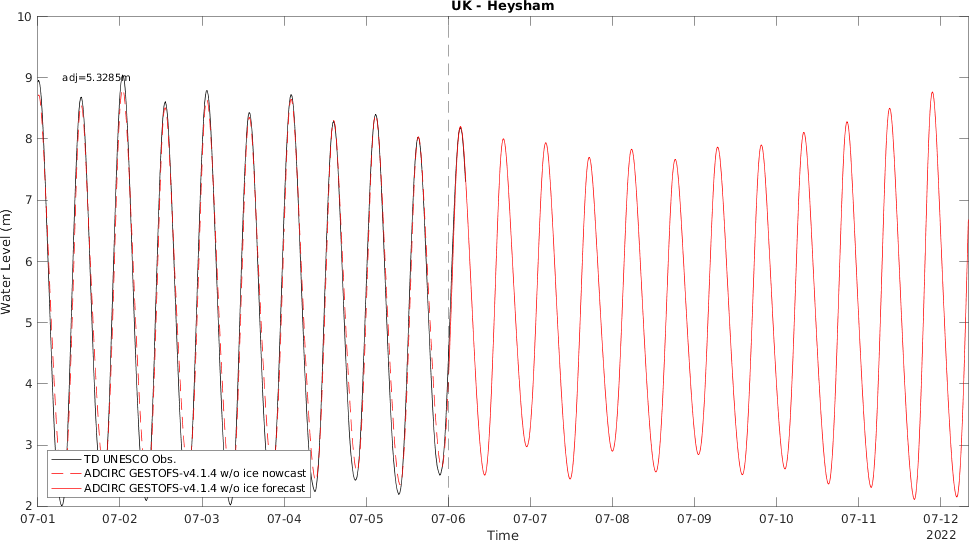 UK - Heysham
10
9
8
7
6
5
4
3
2
Water Level (m)
adj=5.3285m
TD UNESCO Obs.
ADCIRC GESTOFS-v4.1.4 w/o ice nowcast
ADCIRC GESTOFS-v4.1.4 w/o ice forecast
07-01 07-02 07-03 07-04 07-05 07-06 07-07 07-08 07-09 07-10 07-11 07-12
2022
Time